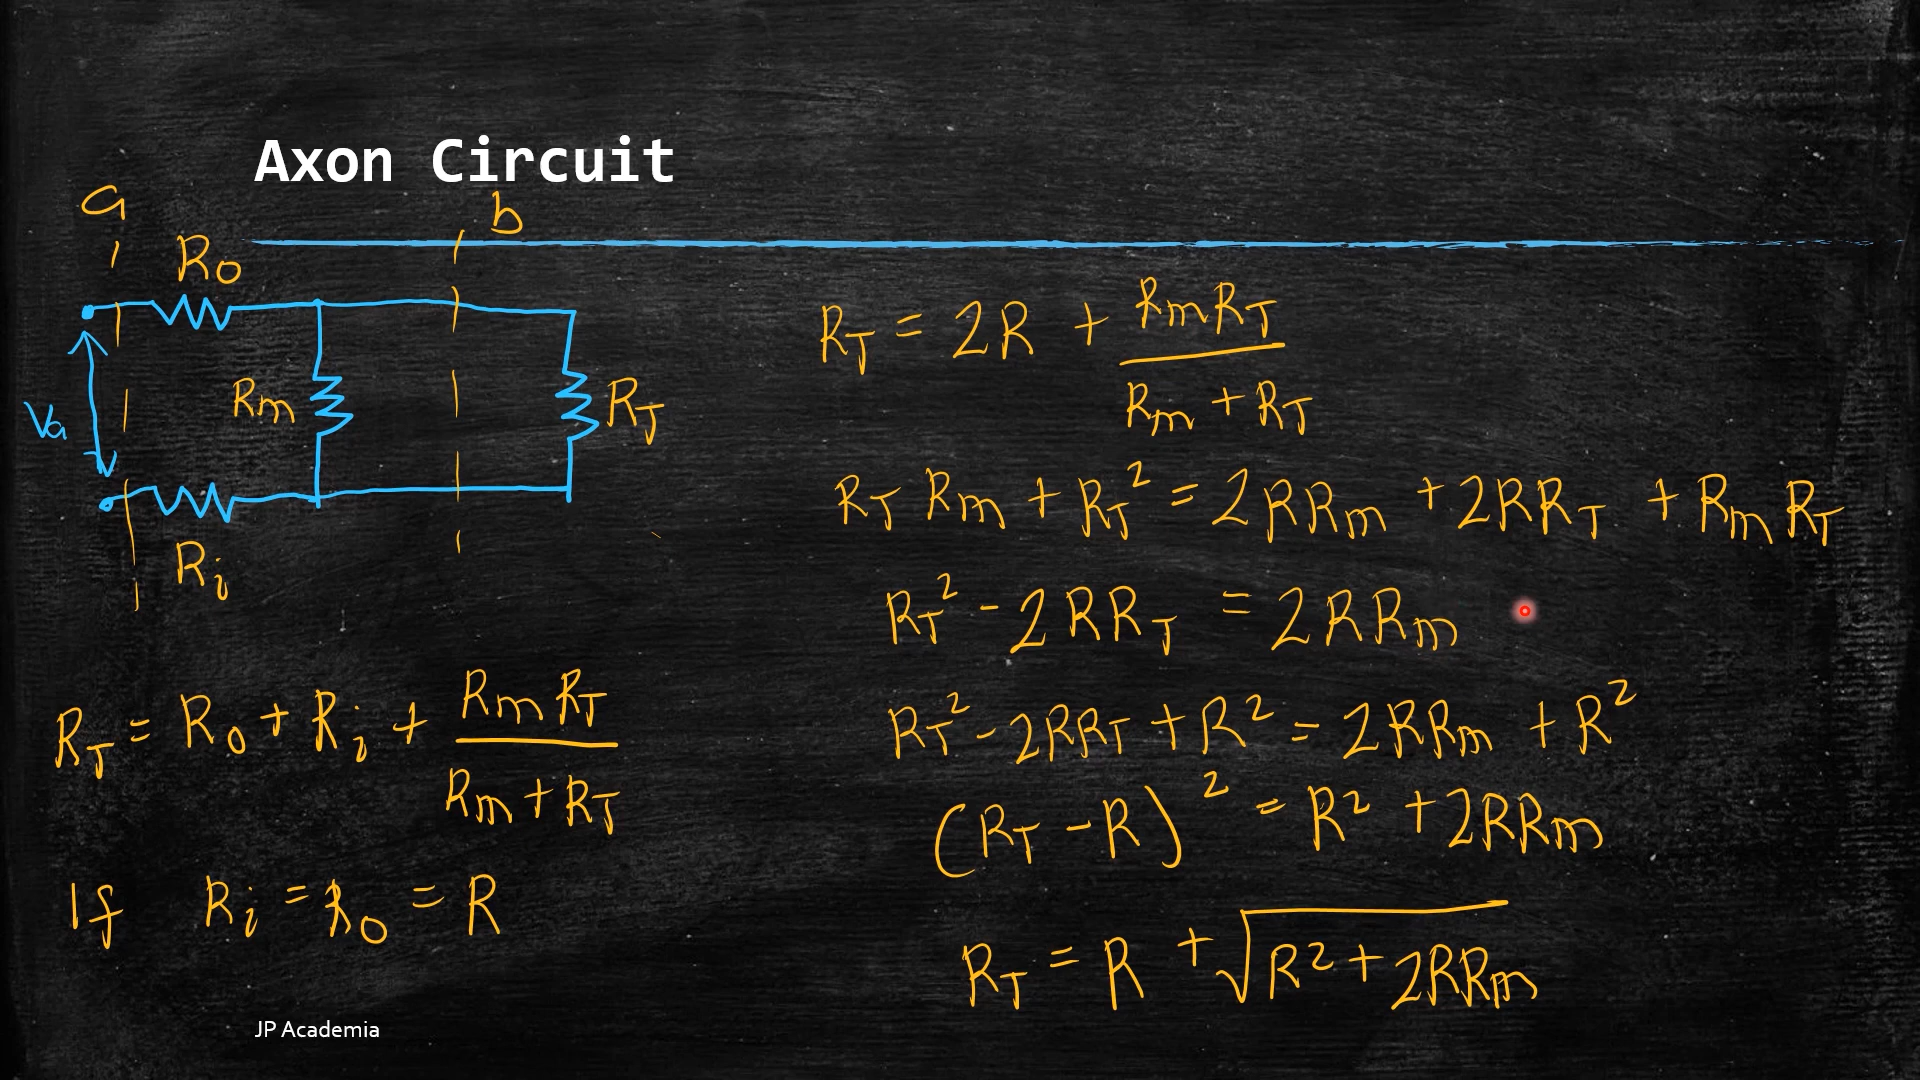 Axon Circuit
a
b
Ro
Rm
RT
Va
Ri
RT = Ro + Ri + RmRT / Rm + RT
If Ri = Ro = R
RT = 2R + RmRT / Rm + RT
RT Rm + RT² = 2RRm + 2RRT + RmRT
RT² - 2RRT = 2RRm
RT² - 2RRT + R² = 2RRm + R²
(RT - R)² = R² + 2RRm
RT = R + √R² + 2RRm
JP Academia